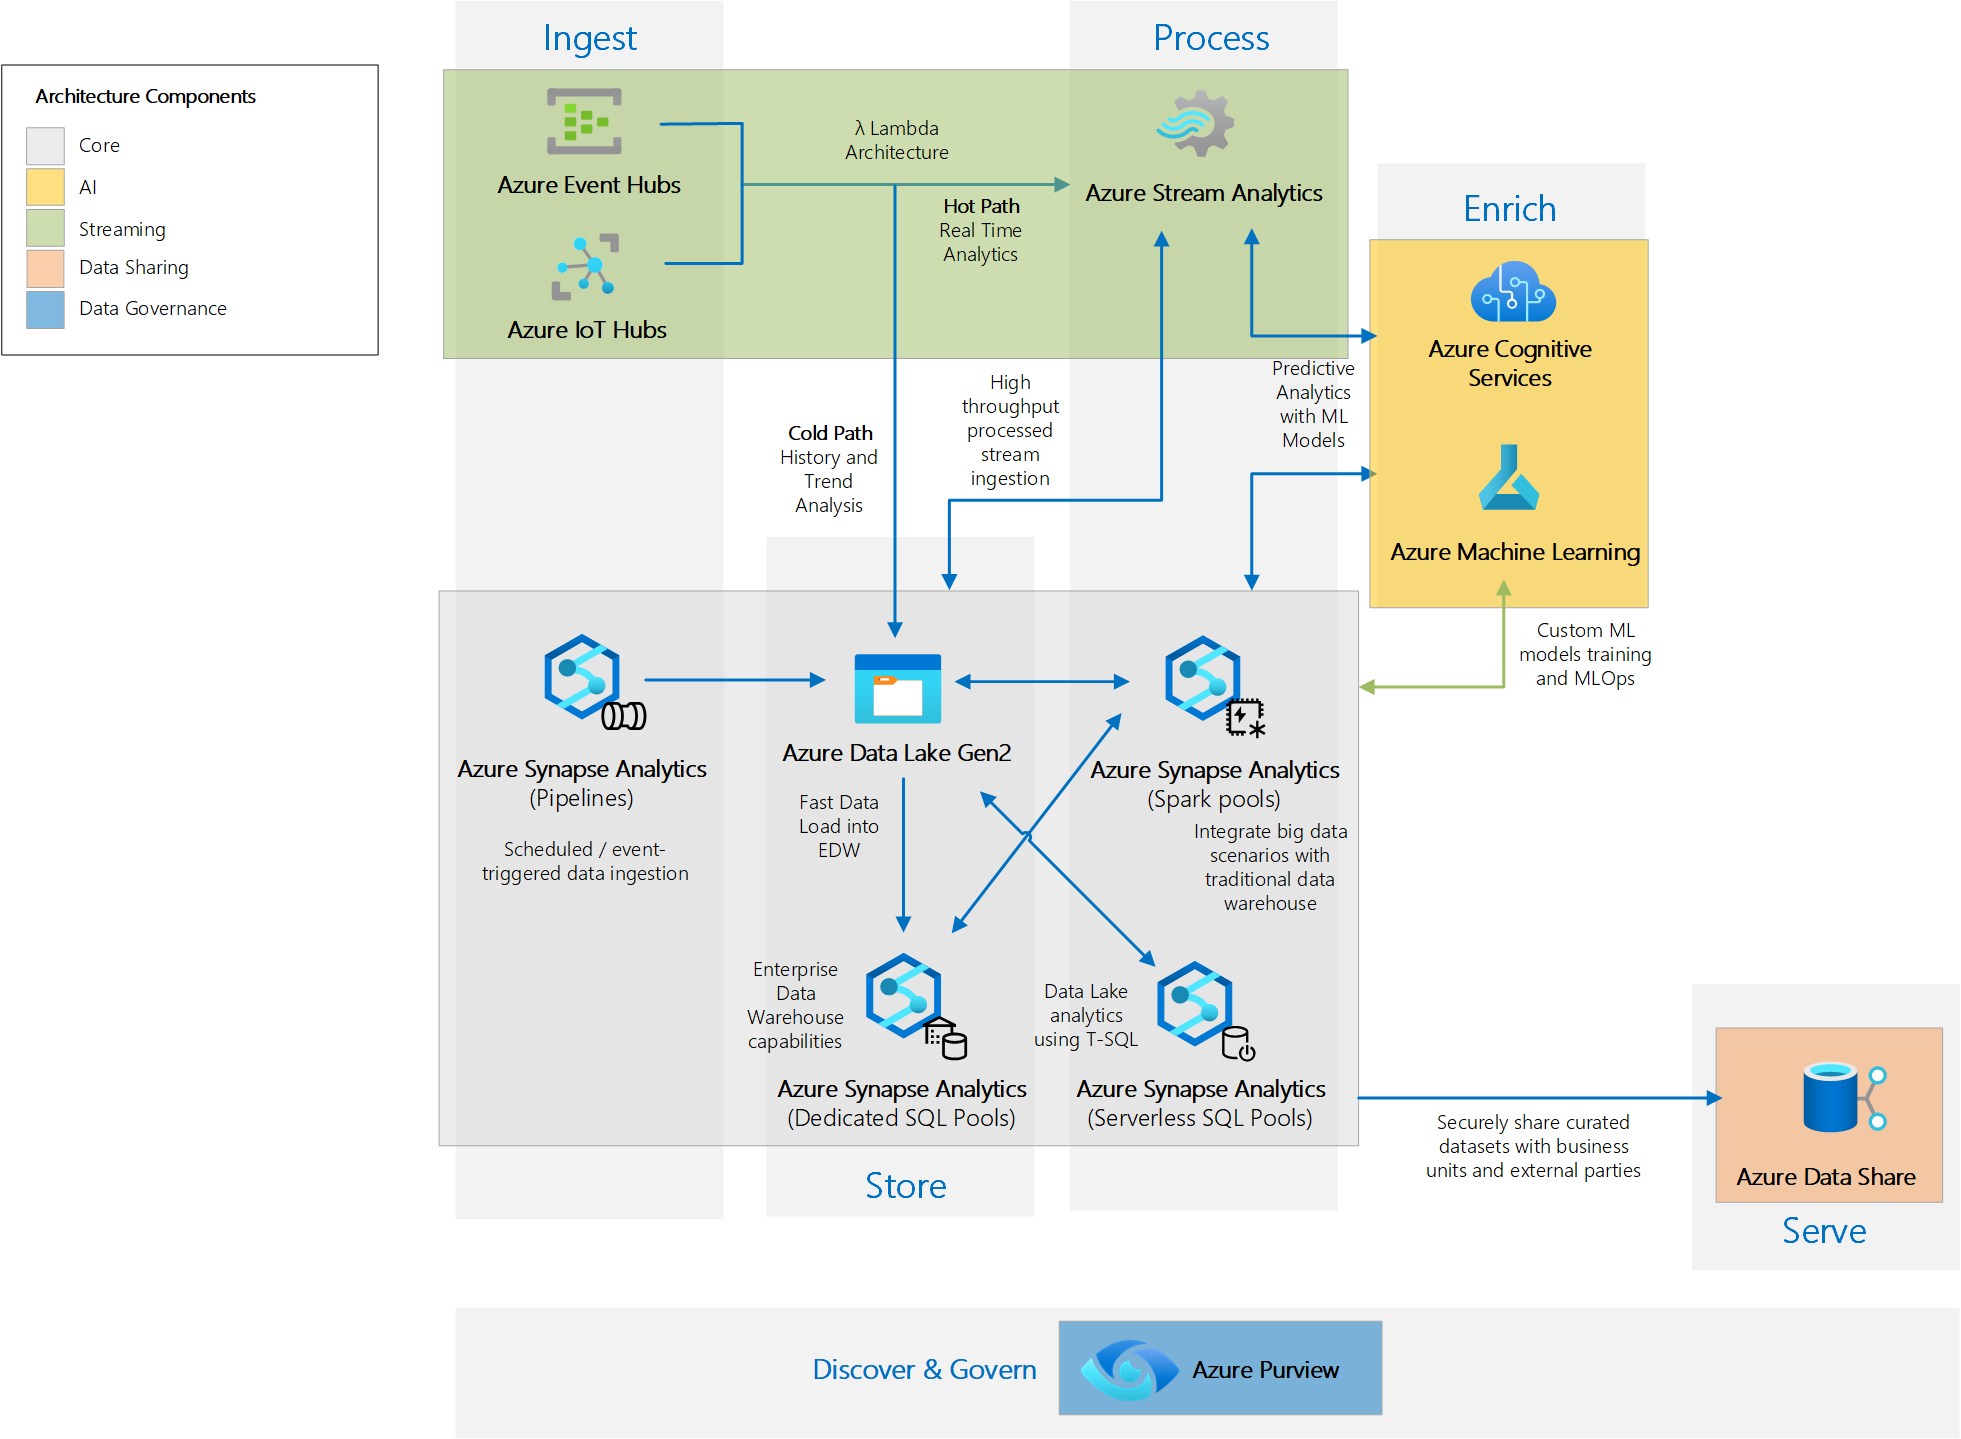 Ingest
Process
Architecture Components
Core
AI
Streaming
Data Sharing
Data Governance
Azure Event Hubs
Azure IoT Hubs
λ Lambda
Architecture
Hot Path
Real Time
Analytics
Azure Stream Analytics
Enrich
Azure Cognitive
Services
Azure Machine Learning
Predictive
Analytics
with ML
Models
High
throughput
processed
stream
ingestion
Cold Path
History and
Trend
Analysis
Custom ML
models training
and MLOps
Azure Synapse Analytics
(Pipelines)
Scheduled / event-
triggered data ingestion
Azure Data Lake Gen2
Fast Data
Load into
EDW
Azure Synapse Analytics
(Spark pools)
Integrate big data
scenarios with
traditional data
warehouse
Enterprise
Data
Warehouse
capabilities
Azure Synapse Analytics
(Dedicated SQL Pools)
Data Lake
analytics
using T-SQL
Azure Synapse Analytics
(Serverless SQL Pools)
Securely share curated
datasets with business
units and external parties
Azure Data Share
Store
Serve
Discover & Govern
Azure Purview